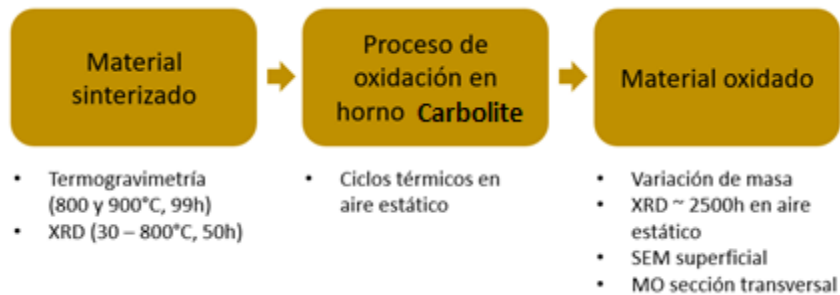 Material
sinterizado
Proceso de
oxidación en
horno Carbolite
Material oxidado
• Termogravimetría
(800 y 900°C, 99h)
• XRD (30 – 800°C, 50h)
• Ciclos térmicos en
aire estático
• Variación de masa
• XRD ~ 2500h en aire
estático
• SEM superficial
• MO sección transversal